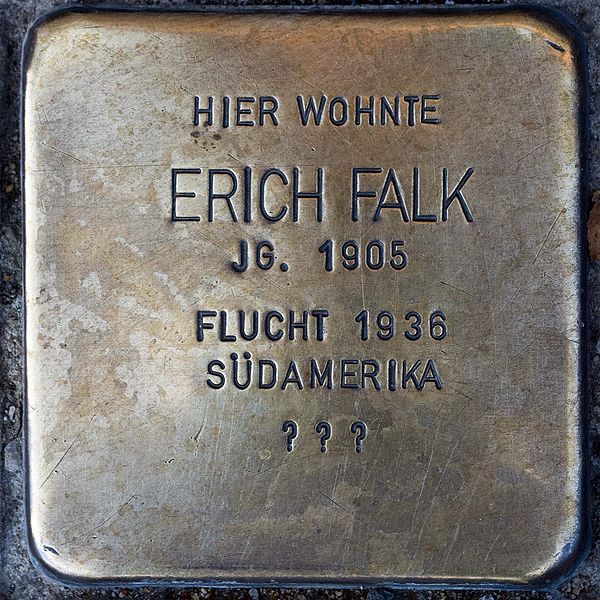 HIER WOHNTE
ERICH FALK
JG. 1905
FLUCHT 1936
SÜDAMERIKA
? ? ?